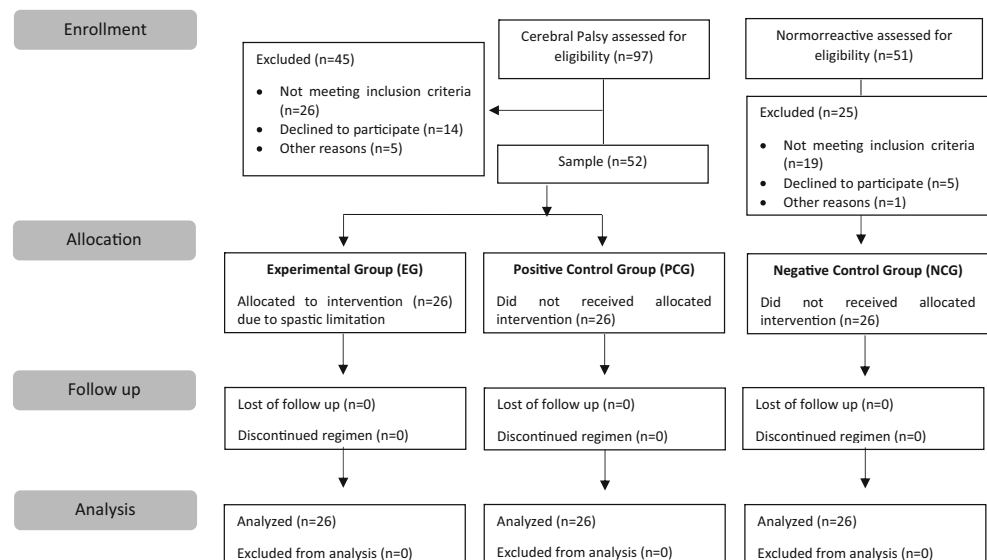 Enrollment
Cerebral Palsy assessed for
eligibility (n=97)
Normorreactive assessed for
eligibility (n=51)
Excluded (n=45)
• Not meeting inclusion criteria
(n=26)
• Declined to participate (n=14)
• Other reasons (n=5)
Excluded (n=25)
• Not meeting inclusion criteria
(n=19)
• Declined to participate (n=5)
• Other reasons (n=1)
Sample (n=52)
Allocation
Experimental Group (EG)
Allocated to intervention (n=26)
due to spastic limitation
Positive Control Group (PCG)
Did not received allocated
intervention (n=26)
Negative Control Group (NCG)
Did not received allocated
intervention (n=26)
Follow up
Lost of follow up (n=0)
Discontinued regimen (n=0)
Lost of follow up (n=0)
Discontinued regimen (n=0)
Lost of follow up (n=0)
Discontinued regimen (n=0)
Analysis
Analyzed (n=26)
Excluded from analysis (n=0)
Analyzed (n=26)
Excluded from analysis (n=0)
Analyzed (n=26)
Excluded from analysis (n=0)